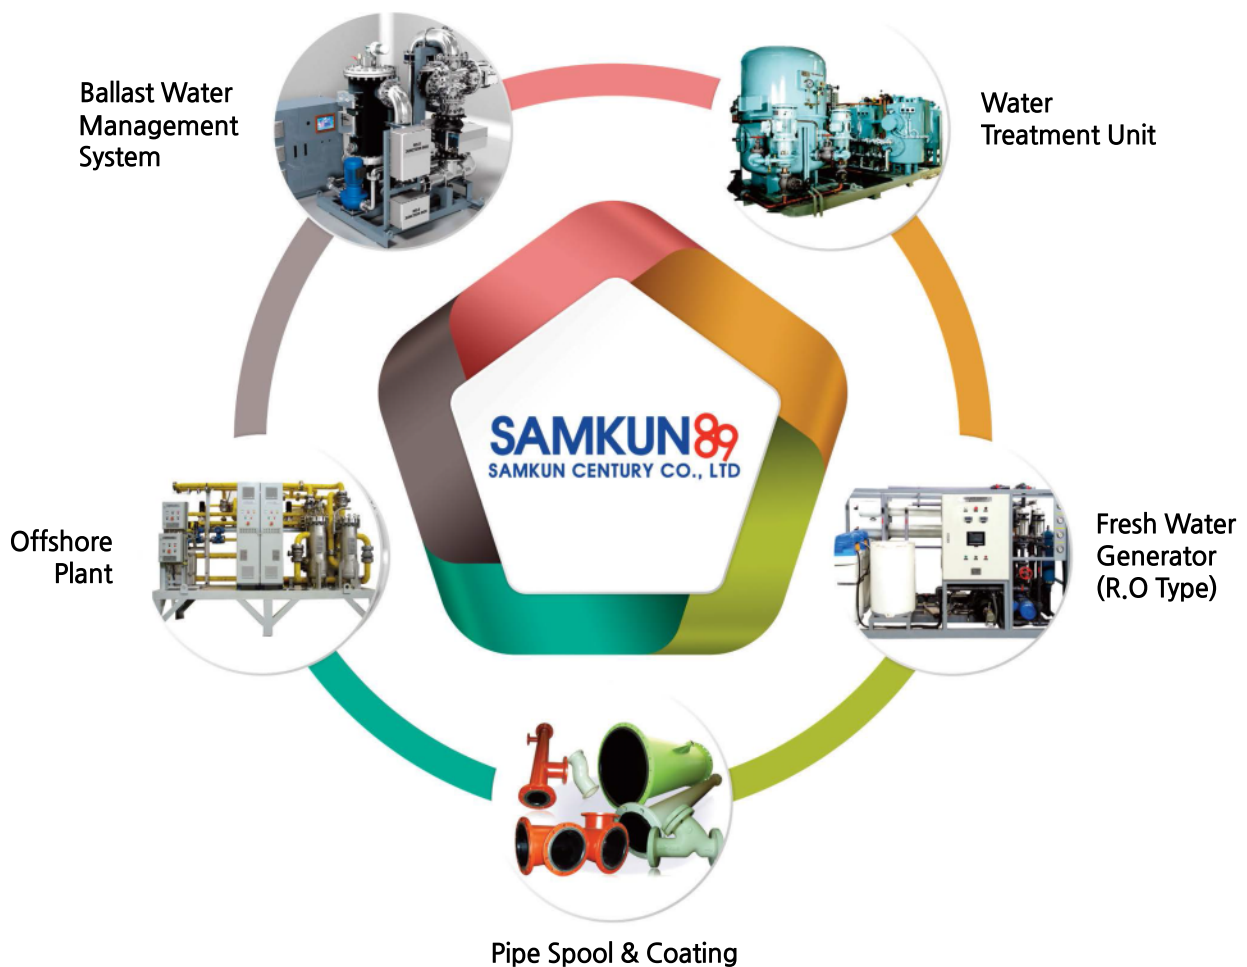 Ballast Water
Management
System
Water
Treatment Unit
SAMKUN89
SAMKUN CENTURY CO., LTD
Offshore
Plant
Fresh Water
Generator
(R.O Type)
Pipe Spool & Coating